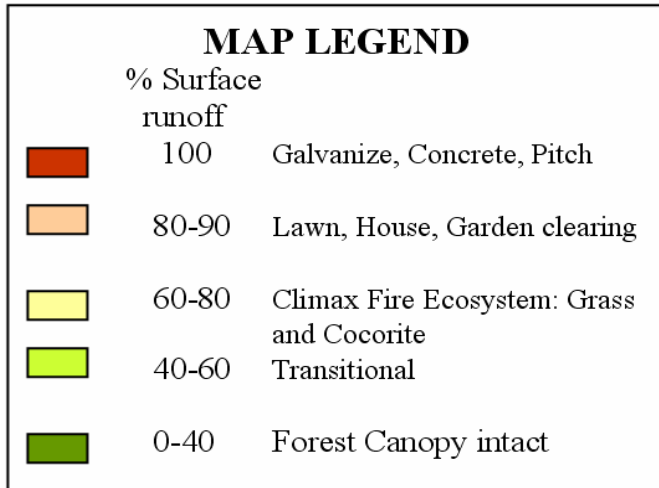 MAP LEGEND
% Surface
runoff
100 Galvanize, Concrete, Pitch
80-90 Lawn, House, Garden clearing
60-80 Climax Fire Ecosystem: Grass
and Cocorite
40-60 Transitional
0-40 Forest Canopy intact